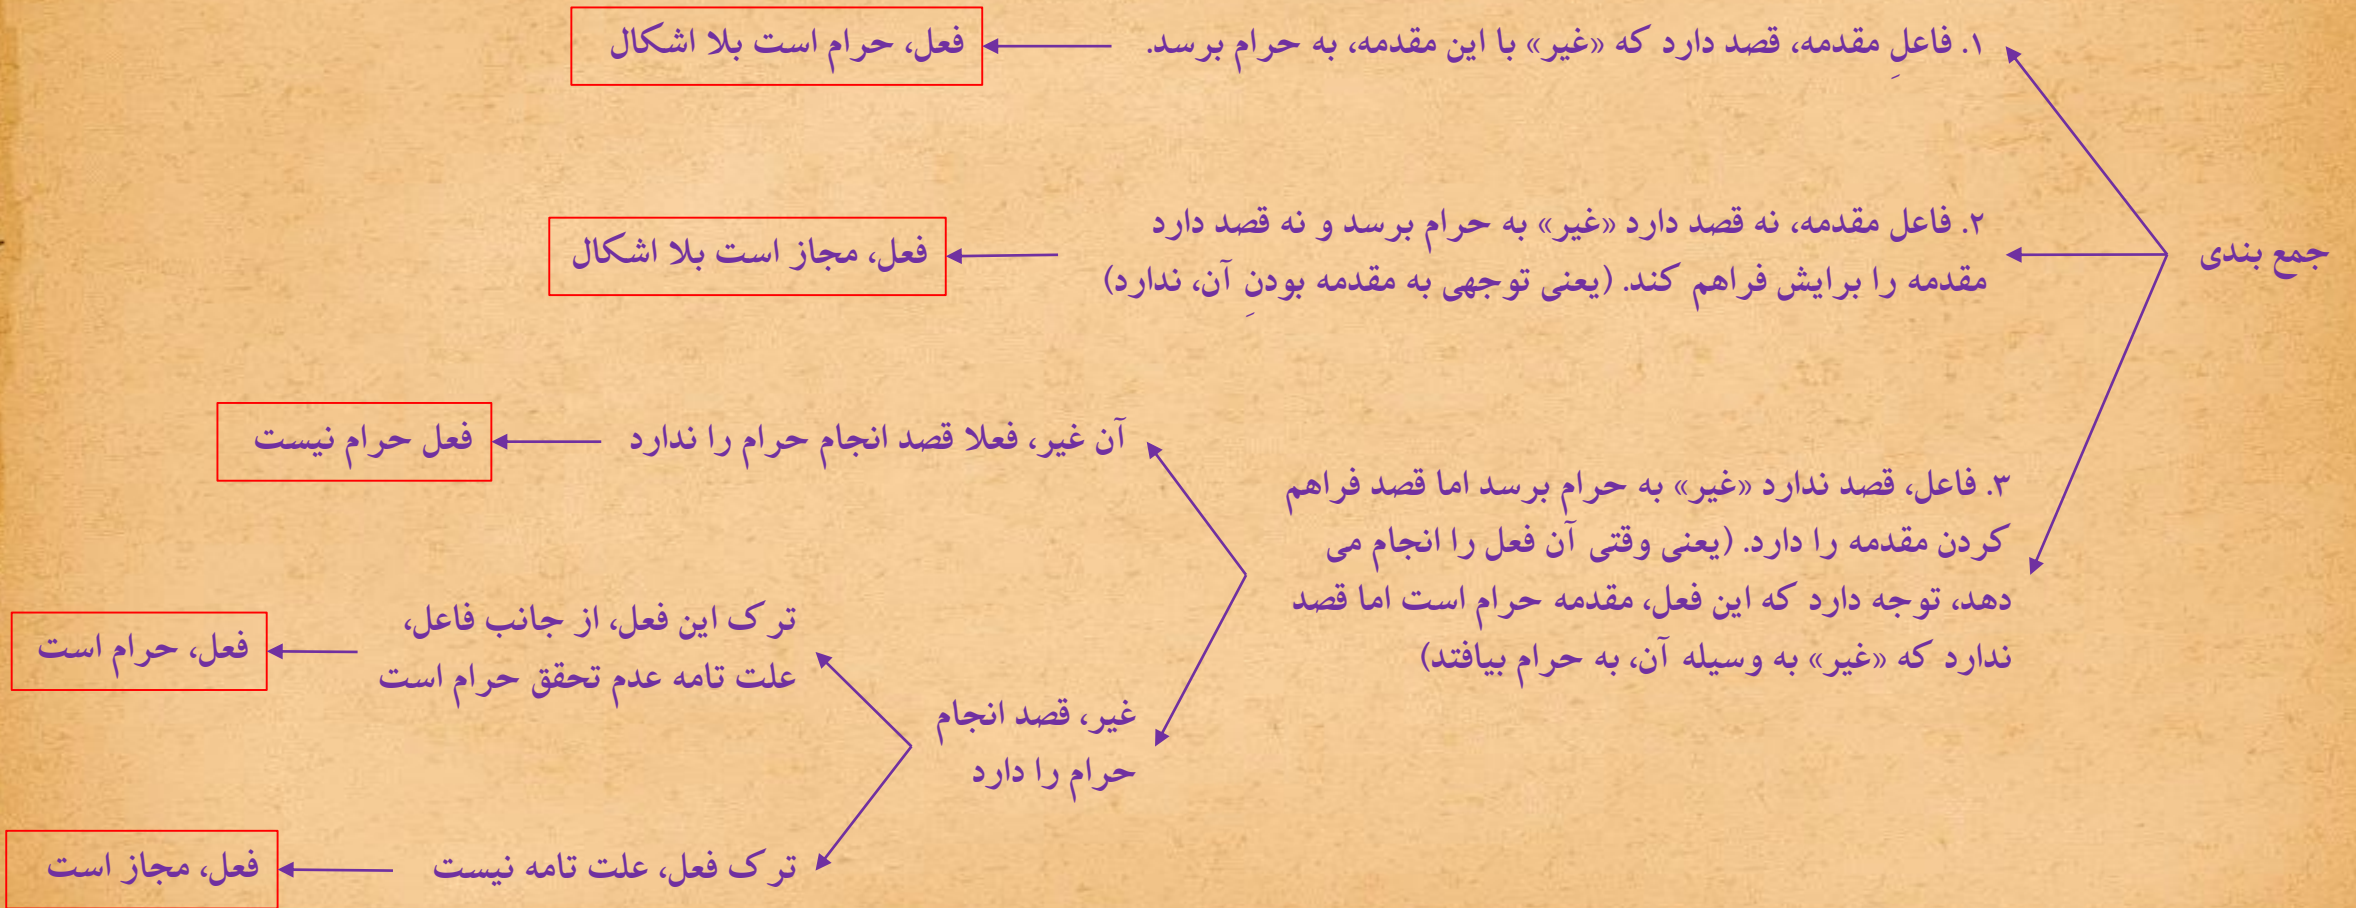 جمع بندی
۱. فاعلِ مقدمه، قصد دارد که «غیر» با این مقدمه، به حرام برسد.
فعل، حرام است بلا اشکال
۲. فاعل مقدمه، نه قصد دارد «غیر» به حرام برسد و نه قصد دارد
مقدمه را برایش فراهم کند. (یعنی توجهی به مقدمه بودنِ آن، ندارد)
فعل، مجاز است بلا اشکال
۳. فاعل، قصد ندارد «غیر» به حرام برسد اما قصد فراهم
کردن مقدمه را دارد. (یعنی وقتی آن فعل را انجام می
دهد، توجه دارد که این فعل، مقدمه حرام است اما قصد
ندارد که «غیر» به وسیله آن، به حرام بیافتد)
آن غیر، فعلا قصد انجام حرام را ندارد
فعل حرام نیست
غیر، قصد انجام
حرام را دارد
ترک این فعل، از جانب فاعل،
علت تامه عدم تحقق حرام است
فعل، حرام است
ترک فعل، علت تامه نیست
فعل، مجاز است